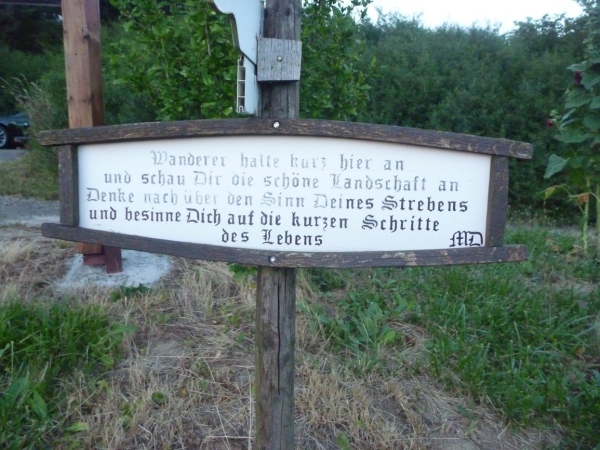 Wanderer halte kurz hier an
und schau Dir die schöne Landschaft an
Denke nach über den Sinn Deines Strebens
und besinne Dich auf die kurzen Schritte
des Lebens
MD